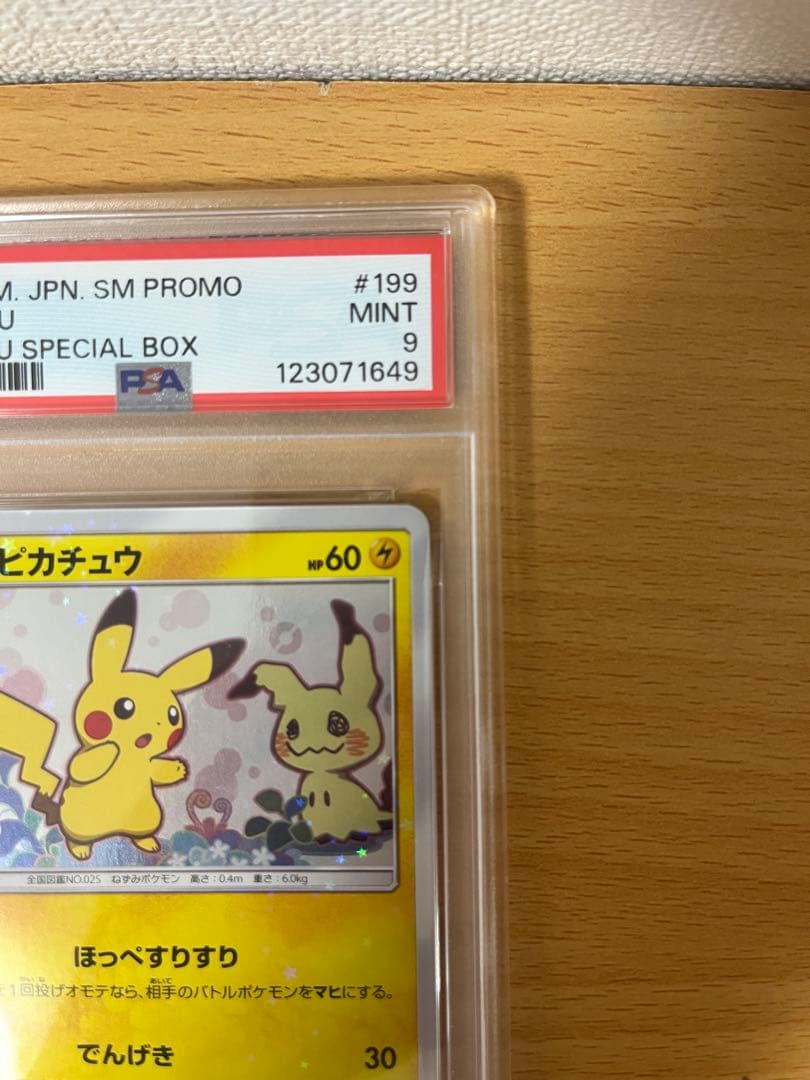 M. JPN. SM PROMO #199
U MINT
U SPECIAL BOX 9
PSA 123071649
ピカチュウ HP60
全国図鑑NO.025 ねずみポケモン 高さ:0.4m 重さ:6.0kg
ほっぺすりすり
1回投げオモテなら、相手のバトルポケモンをマヒにする。
でんげき 30